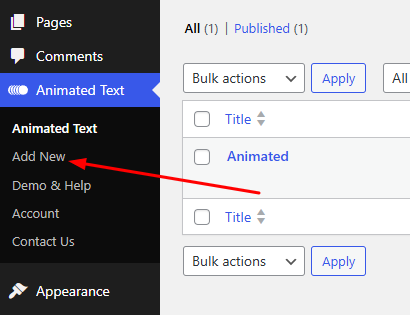 Pages
Comments
Animated Text
Animated Text
Add New
Demo & Help
Account
Contact Us
Appearance
All (1) | Published (1)
Bulk actions Apply All
Title
Animated
Title
Bulk actions Apply